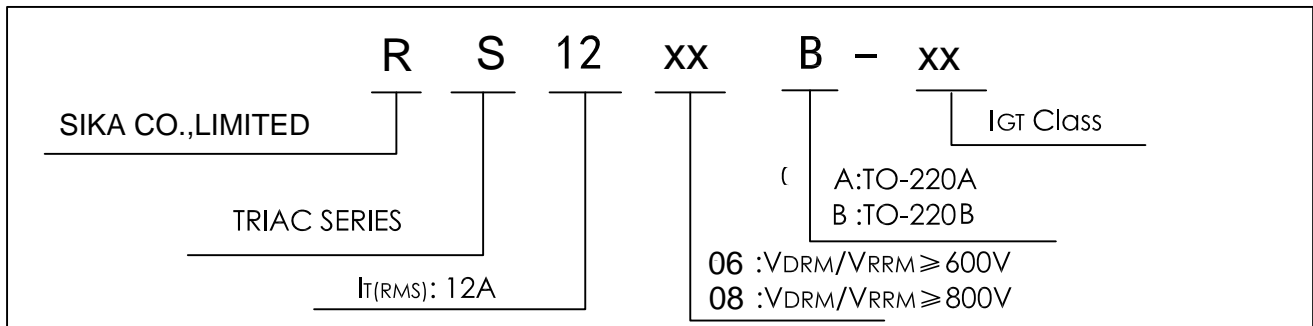 R S 12 xx B – xx
SIKA CO.,LIMITED
IGT Class
( A:TO-220A
B :TO-220B
TRIAC SERIES
06 :VDRM/VRRM≥600V
IT(RMS): 12A
08 :VDRM/VRRM≥800V